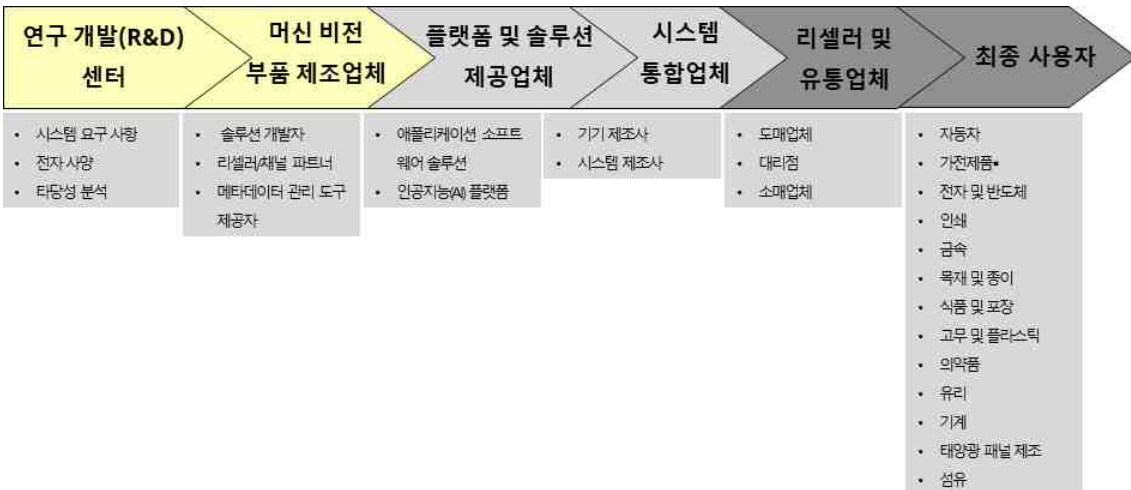 연구 개발(R&D)
센터
머신 비전
부품 제조업체
플랫폼 및 솔루션
제공업체
시스템
통합업체
리셀러 및
유통업체
최종 사용자
• 시스템 요구 사항
• 전자 사양
• 타당성 분석
• 솔루션 개발자
• 리셀러/채널 파트너
• 메타데이터 관리 도구
제공자
• 애플리케이션 소프트
웨어 솔루션
• 인공지능(AI) 플랫폼
• 기기 제조사
• 시스템 제조사
• 도매업체
• 대리점
• 소매업체
• 자동차
• 가전제품•
• 전자 및 반도체
• 인쇄
• 금속
• 목재 및 종이
• 식품 및 포장
• 고무 및 플라스틱
• 의약품
• 유리
• 기계
• 태양광 패널 제조
• 섬유